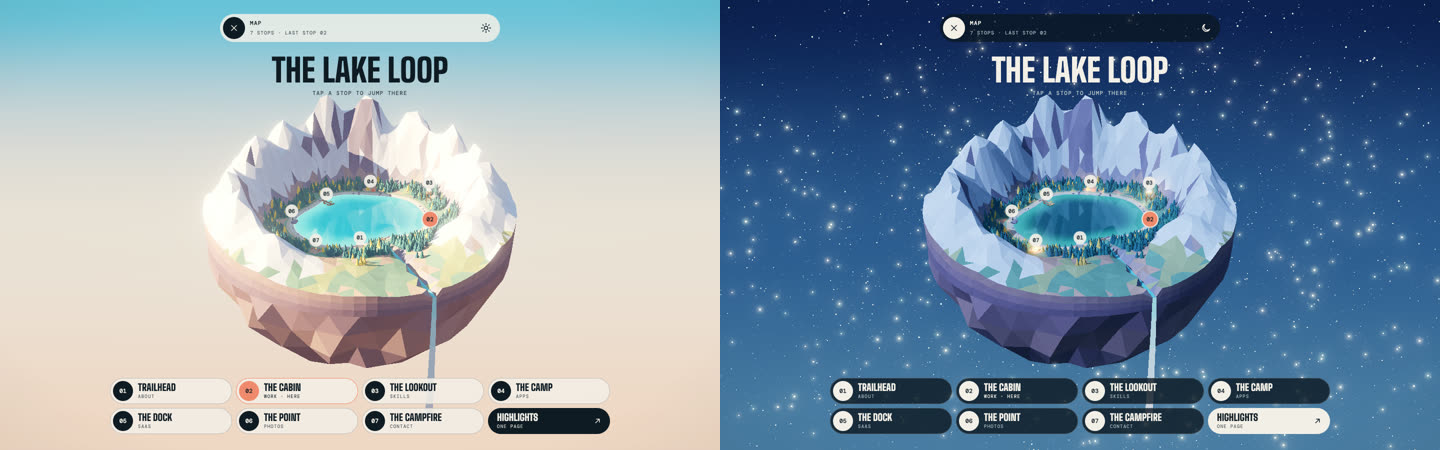 MAP
7 STOPS · LAST STOP 02
THE LAKE LOOP
TAP A STOP TO JUMP THERE
04
03
05
06
02
01
07
01 TRAILHEAD
ABOUT
02 THE CABIN
WORK · HERE
03 THE LOOKOUT
SKILLS
04 THE CAMP
APPS
05 THE DOCK
SAAS
06 THE POINT
PHOTOS
07 THE CAMPFIRE
CONTACT
HIGHLIGHTS
ONE PAGE
MAP
7 STOPS · LAST STOP 02
THE LAKE LOOP
TAP A STOP TO JUMP THERE
04
03
05
06
02
01
07
01 TRAILHEAD
ABOUT
02 THE CABIN
WORK · HERE
03 THE LOOKOUT
SKILLS
04 THE CAMP
APPS
05 THE DOCK
SAAS
06 THE POINT
PHOTOS
07 THE CAMPFIRE
CONTACT
HIGHLIGHTS
ONE PAGE